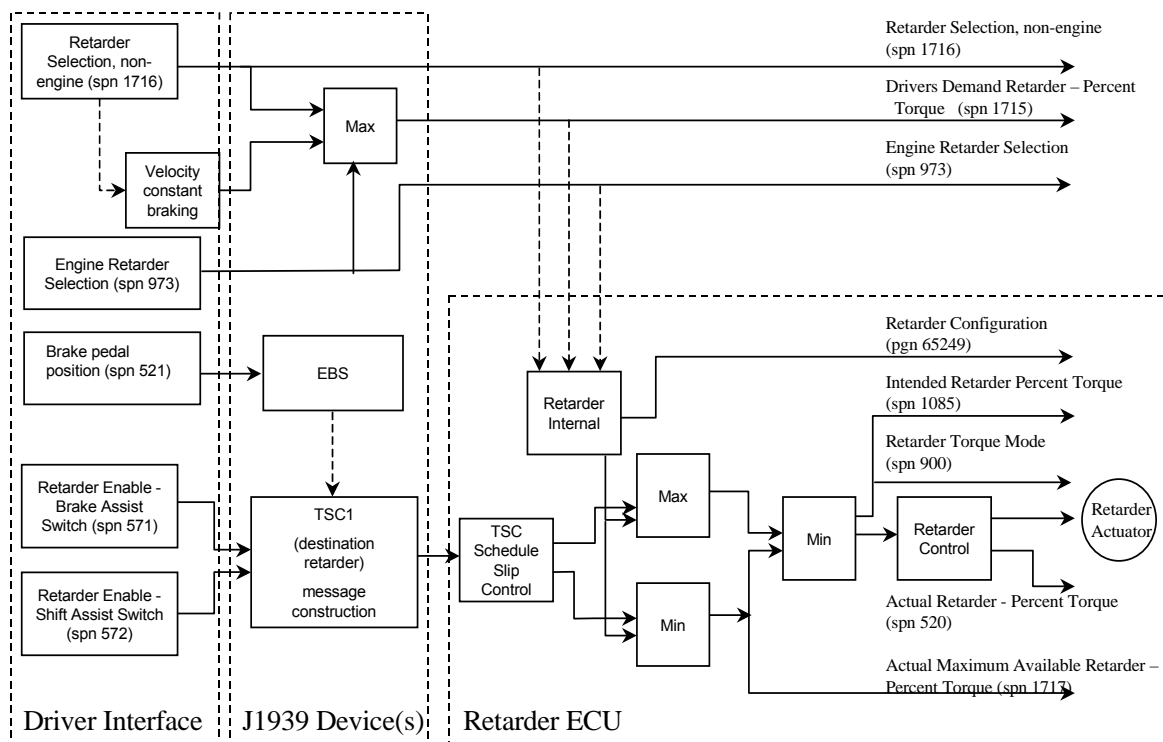 Retarder
Selection, non-
engine (spn 1716)
Velocity
constant
braking
Engine Retarder
Selection (spn 973)
Brake pedal
position (spn 521)
Retarder Enable -
Brake Assist
Switch (spn 571)
Retarder Enable -
Shift Assist Switch
(spn 572)
Driver Interface
Max
EBS
TSC1
(destination
retarder)
message
construction
J1939 Device(s)
Retarder Selection, non-engine
(spn 1716)
Drivers Demand Retarder – Percent
Torque (spn 1715)
Engine Retarder Selection
(spn 973)
Retarder
Internal
TSC
Schedule
Slip
Control
Max
Min
Min
Retarder
Control
Retarder Configuration
(pgn 65249)
Intended Retarder Percent Torque
(spn 1085)
Retarder Torque Mode
(spn 900)
Retarder
Actuator
Actual Retarder - Percent Torque
(spn 520)
Actual Maximum Available Retarder –
Percent Torque (spn 1717)
Retarder ECU